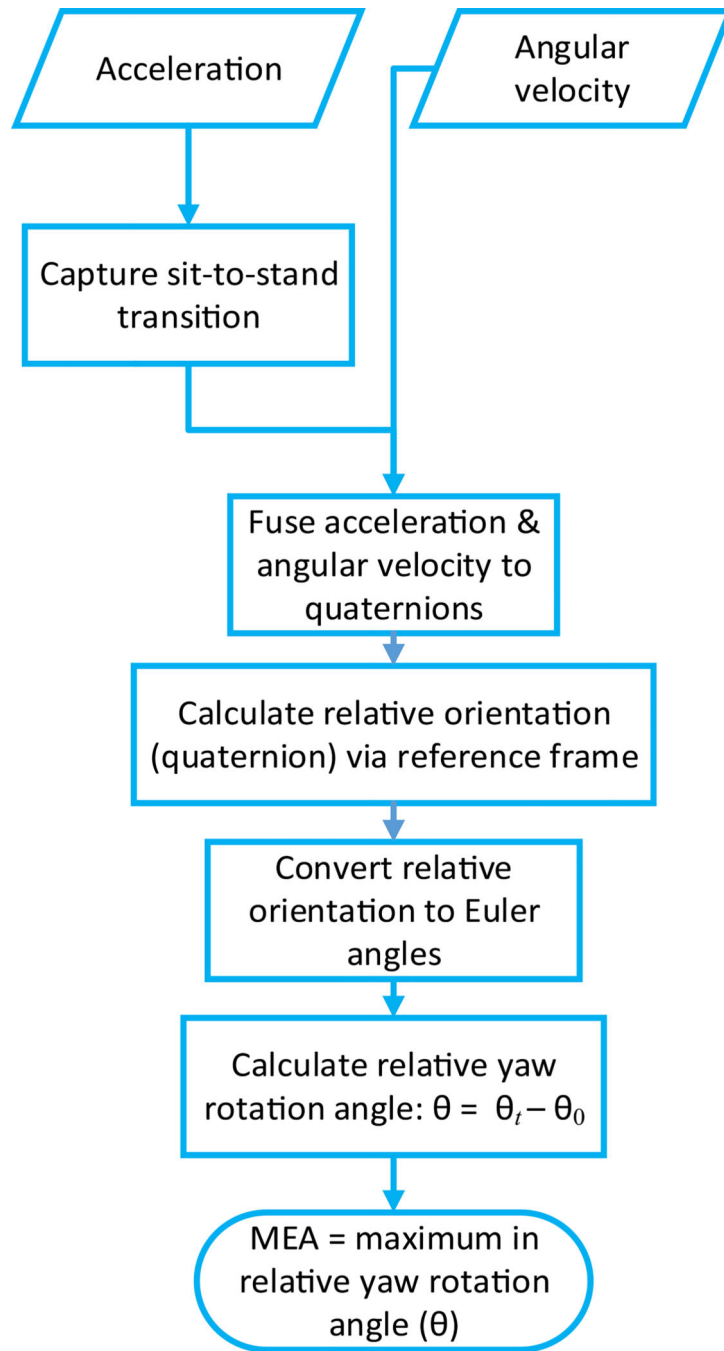 Acceleration
Angular
velocity
Capture sit-to-stand
transition
Fuse acceleration &
angular velocity to
quaternions
Calculate relative orientation
(quaternion) via reference frame
Convert relative
orientation to Euler
angles
Calculate relative yaw
rotation angle: θ = θₜ – θ₀
MEA = maximum in
relative yaw rotation
angle (θ)